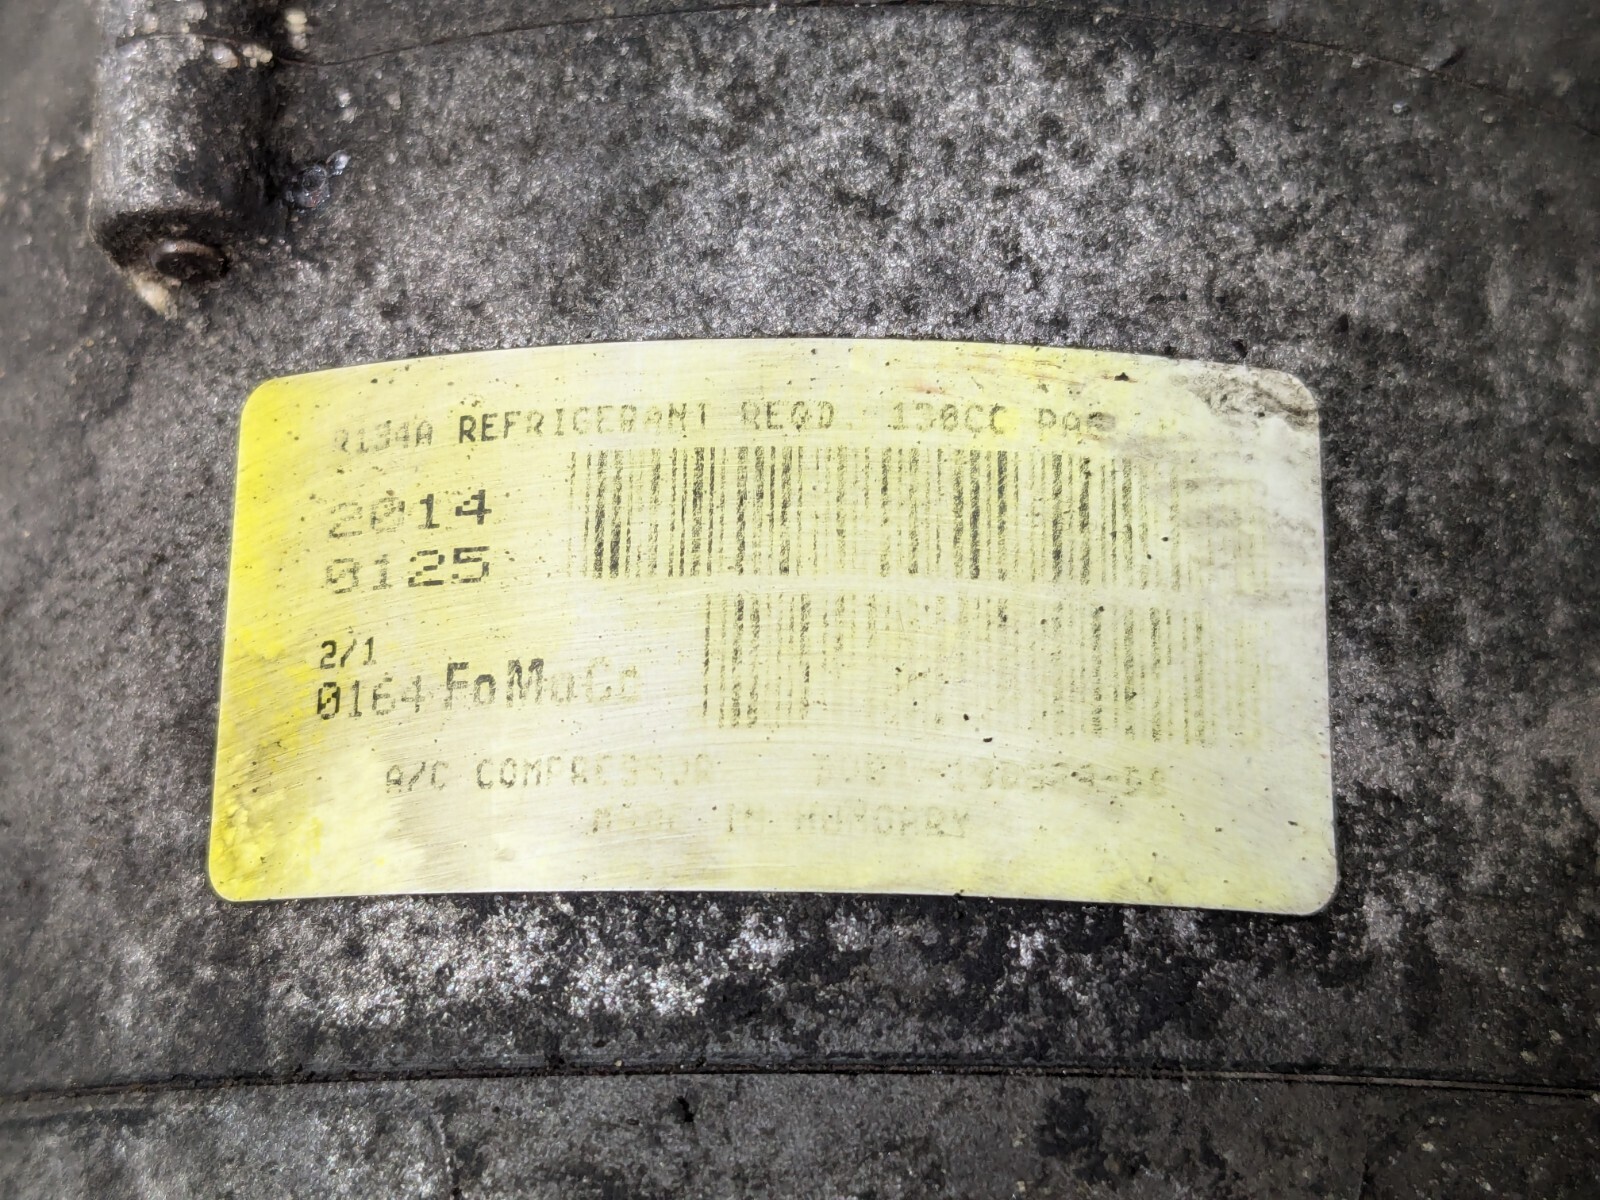 R134A REFRIGERANT REQD. 130CC PAG
2014
0125
2/1
0164 FoMoCo
A/C COMPRESSOR
MADE IN HUNGARY